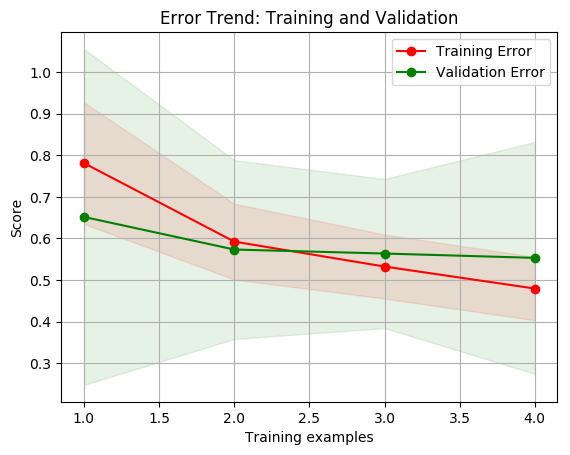 Error Trend: Training and Validation
Training Error
Validation Error
Score
1.0
0.9
0.8
0.7
0.6
0.5
0.4
0.3
1.0 1.5 2.0 2.5 3.0 3.5 4.0
Training examples